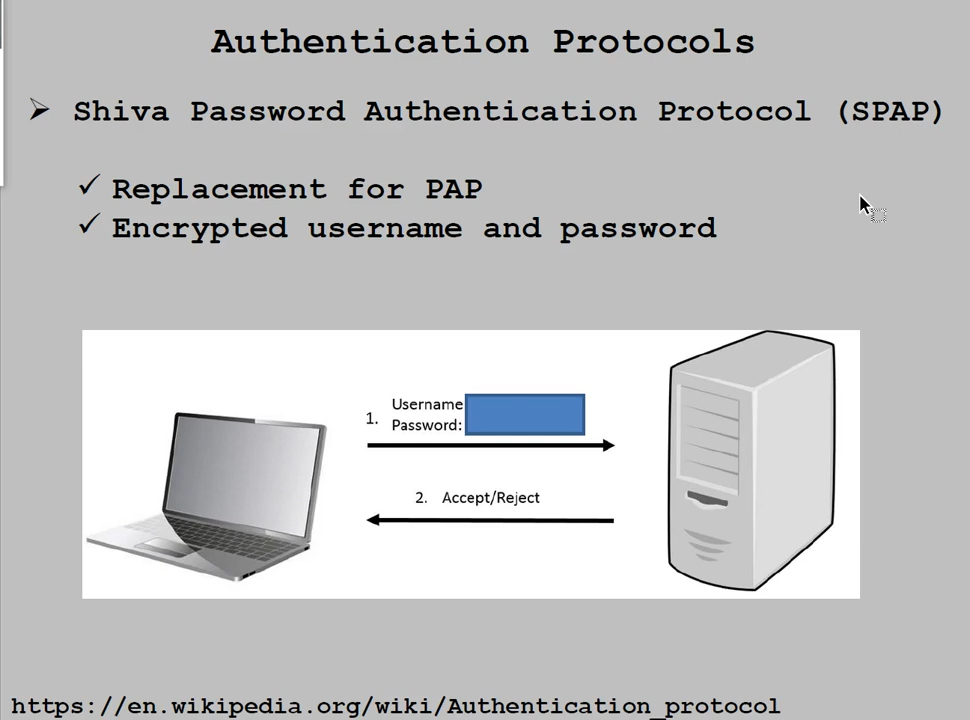 Authentication Protocols
Shiva Password Authentication Protocol (SPAP)
Replacement for PAP
Encrypted username and password
1. Username
Password:
2. Accept/Reject
https://en.wikipedia.org/wiki/Authentication_protocol